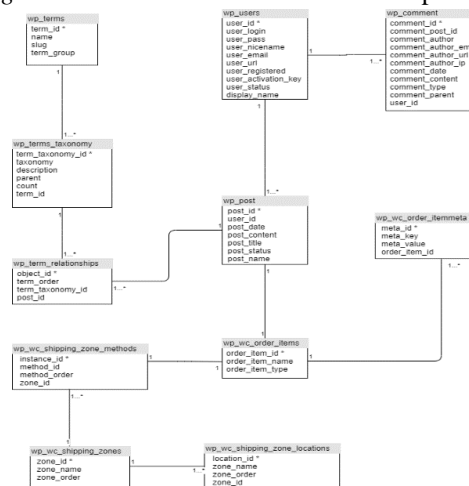 wp_terms
term_id *
name
slug
term_group
1
1...*
wp_users
user_id *
user_login
user_pass
user_nicename
user_email
user_url
user_registered
user_activation_key
user_status
display_name
1
1
1...*
wp_comment
comment_id *
comment_post_id
comment_author
comment_author_em
comment_author_url
comment_author_ip
comment_date
comment_content
comment_type
comment_parent
user_id
wp_terms_taxonomy
term_taxonomy_id *
taxonomy
description
parent
count
term_id
1
1...*
wp_term_relationships
object_id *
term_order
term_taxonomy_id
post_id
1...*
1...*
wp_post
post_id *
user_id
post_date
post_content
post_title
post_status
post_name
1
1
wp_wc_order_itemmeta
meta_id *
meta_key
meta_value
order_item_id
1...*
wp_wc_shipping_zone_methods
instance_id *
method_id
method_order
zone_id
1
1...*
1
wp_wc_order_items
order_item_id *
order_item_name
order_item_type
1
1
1
wp_wc_shipping_zones
zone_id *
zone_name
zone_order
1
1...*
wp_wc_shipping_zone_locations
location_id *
zone_name
zone_order
zone_id